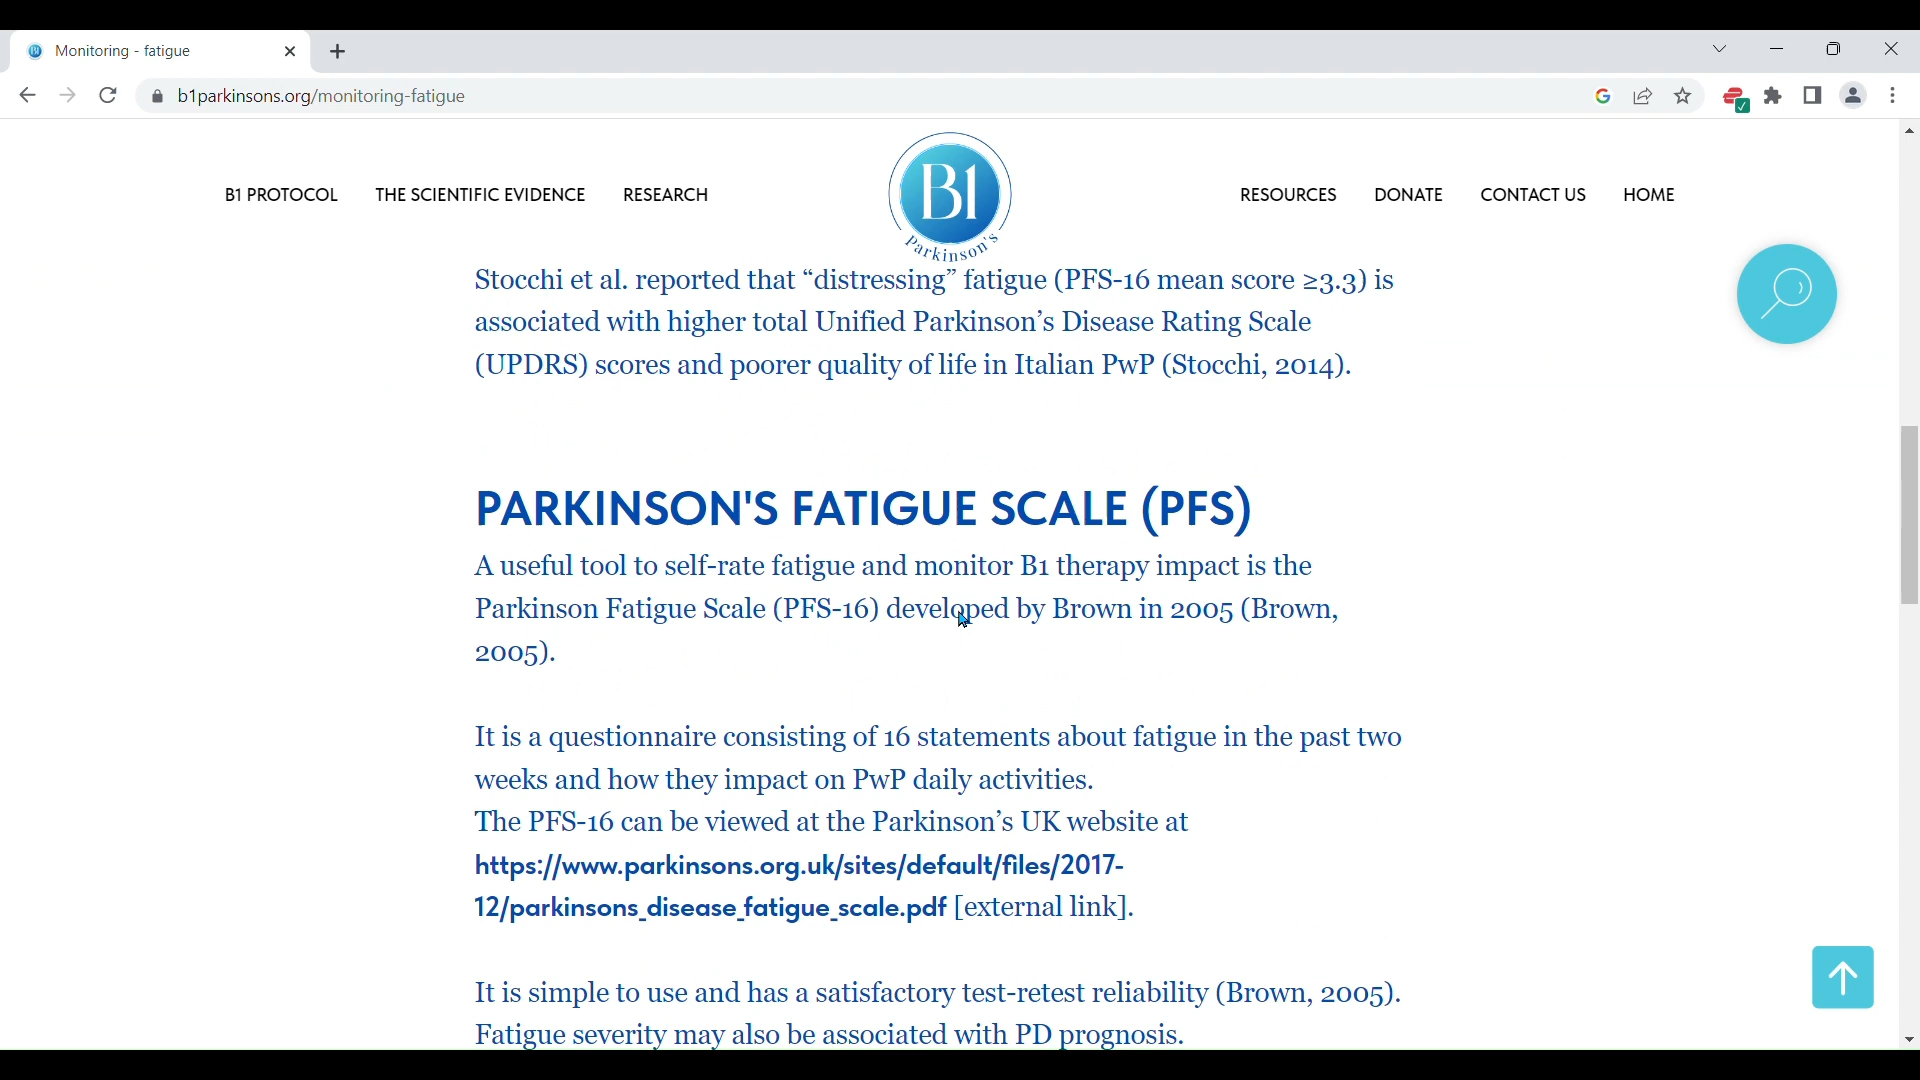 Monitoring - fatigue
b1parkinsons.org/monitoring-fatigue
B1 PROTOCOL THE SCIENTIFIC EVIDENCE RESEARCH B1 Parkinson's RESOURCES DONATE CONTACT US HOME
Stocchi et al. reported that “distressing” fatigue (PFS-16 mean score ≥3.3) is
associated with higher total Unified Parkinson’s Disease Rating Scale
(UPDRS) scores and poorer quality of life in Italian PwP (Stocchi, 2014).
PARKINSON'S FATIGUE SCALE (PFS)
A useful tool to self-rate fatigue and monitor B1 therapy impact is the
Parkinson Fatigue Scale (PFS-16) developed by Brown in 2005 (Brown,
2005).
It is a questionnaire consisting of 16 statements about fatigue in the past two
weeks and how they impact on PwP daily activities.
The PFS-16 can be viewed at the Parkinson’s UK website at
https://www.parkinsons.org.uk/sites/default/files/2017-
12/parkinsons_disease_fatigue_scale.pdf [external link].
It is simple to use and has a satisfactory test-retest reliability (Brown, 2005).
Fatigue severity may also be associated with PD prognosis.